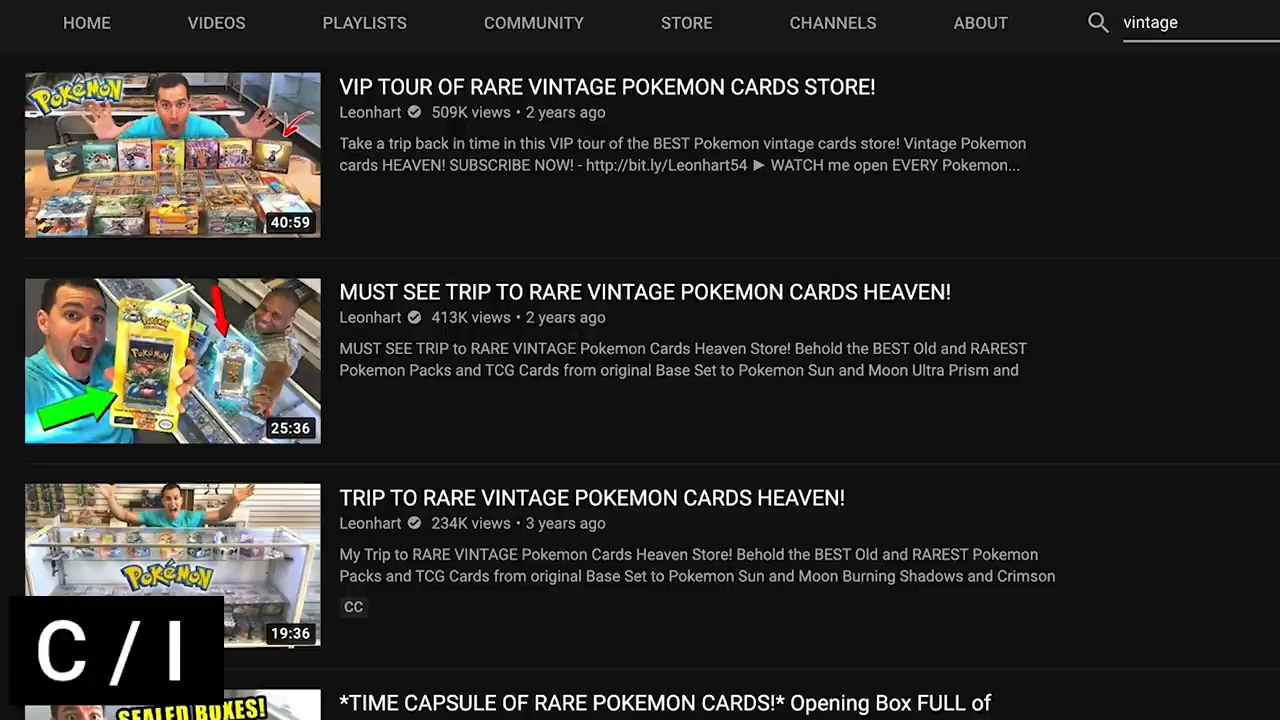 HOME VIDEOS PLAYLISTS COMMUNITY STORE CHANNELS ABOUT vintage
POKéMON
40:59
VIP TOUR OF RARE VINTAGE POKEMON CARDS STORE!
Leonhart 509K views • 2 years ago
Take a trip back in time in this VIP tour of the BEST Pokemon vintage cards store! Vintage Pokemon
cards HEAVEN! SUBSCRIBE NOW! - http://bit.ly/Leonhart54 ► WATCH me open EVERY Pokemon...
POKéMON
25:36
MUST SEE TRIP TO RARE VINTAGE POKEMON CARDS HEAVEN!
Leonhart 413K views • 2 years ago
MUST SEE TRIP to RARE VINTAGE Pokemon Cards Heaven Store! Behold the BEST Old and RAREST
Pokemon Packs and TCG Cards from original Base Set to Pokemon Sun and Moon Ultra Prism and
POKéMON
19:36
TRIP TO RARE VINTAGE POKEMON CARDS HEAVEN!
Leonhart 234K views • 3 years ago
My Trip to RARE VINTAGE Pokemon Cards Heaven Store! Behold the BEST Old and RAREST Pokemon
Packs and TCG Cards from original Base Set to Pokemon Sun and Moon Burning Shadows and Crimson
CC
C / I
SEALED BOXES!
*TIME CAPSULE OF RARE POKEMON CARDS!* Opening Box FULL of